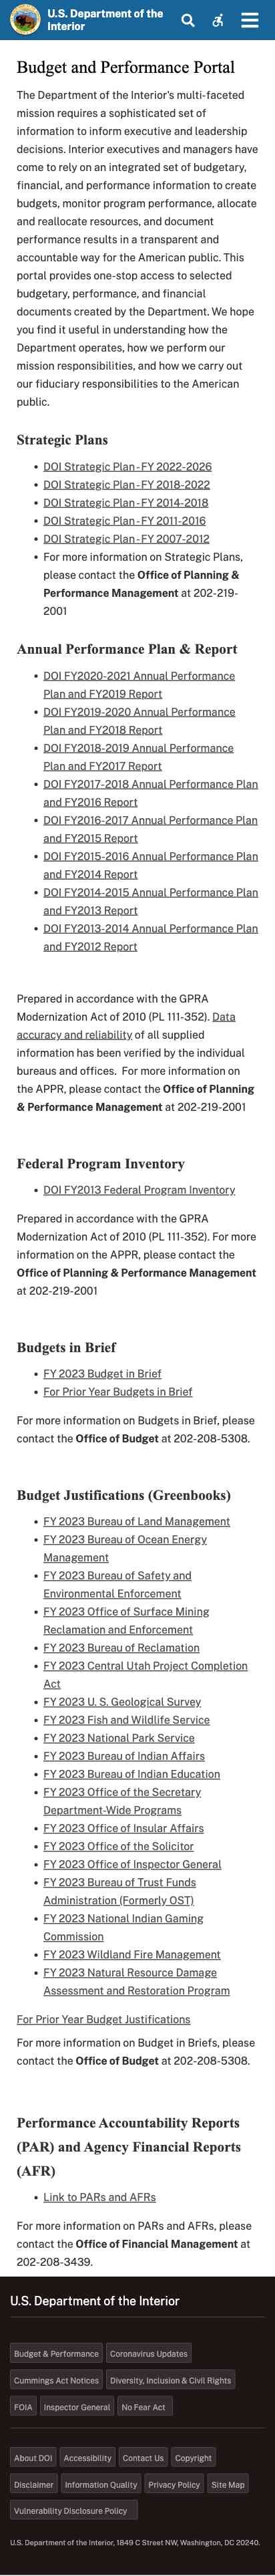 U.S. Department of the
Interior
Budget and Performance Portal
The Department of the Interior's multi-faceted
mission requires a sophisticated set of
information to inform executive and leadership
decisions. Interior executives and managers have
come to rely on an integrated set of budgetary,
financial, and performance information to create
budgets, monitor program performance, allocate
and reallocate resources, and document
performance results in a transparent and
accountable way for the American public. This
portal provides one-stop access to selected
budgetary, performance, and financial
documents created by the Department. We hope
you find it useful in understanding how the
Department operates, how we perform our
mission responsibilities, and how we carry out
our fiduciary responsibilities to the American
public.
Strategic Plans
• DOI Strategic Plan - FY 2022-2026
• DOI Strategic Plan - FY 2018-2022
• DOI Strategic Plan - FY 2014-2018
• DOI Strategic Plan - FY 2011-2016
• DOI Strategic Plan - FY 2007-2012
• For more information on Strategic Plans,
please contact the Office of Planning &
Performance Management at 202-219-
2001
Annual Performance Plan & Report
• DOI FY2020-2021 Annual Performance
Plan and FY2019 Report
• DOI FY2019-2020 Annual Performance
Plan and FY2018 Report
• DOI FY2018-2019 Annual Performance
Plan and FY2017 Report
• DOI FY2017-2018 Annual Performance Plan
and FY2016 Report
• DOI FY2016-2017 Annual Performance Plan
and FY2015 Report
• DOI FY2015-2016 Annual Performance Plan
and FY2014 Report
• DOI FY2014-2015 Annual Performance Plan
and FY2013 Report
• DOI FY2013-2014 Annual Performance Plan
and FY2012 Report
Prepared in accordance with the GPRA
Modernization Act of 2010 (PL 111-352). Data
accuracy and reliability of all supplied
information has been verified by the individual
bureaus and offices. For more information on
the APPR, please contact the Office of Planning
& Performance Management at 202-219-2001
Federal Program Inventory
• DOI FY2013 Federal Program Inventory
Prepared in accordance with the GPRA
Modernization Act of 2010 (PL 111-352). For more
information on the APPR, please contact the
Office of Planning & Performance Management
at 202-219-2001
Budgets in Brief
• FY 2023 Budget in Brief
• For Prior Year Budgets in Brief
For more information on Budgets in Brief, please
contact the Office of Budget at 202-208-5308.
Budget Justifications (Greenbooks)
• FY 2023 Bureau of Land Management
• FY 2023 Bureau of Ocean Energy
Management
• FY 2023 Bureau of Safety and
Environmental Enforcement
• FY 2023 Office of Surface Mining
Reclamation and Enforcement
• FY 2023 Bureau of Reclamation
• FY 2023 Central Utah Project Completion
Act
• FY 2023 U. S. Geological Survey
• FY 2023 Fish and Wildlife Service
• FY 2023 National Park Service
• FY 2023 Bureau of Indian Affairs
• FY 2023 Bureau of Indian Education
• FY 2023 Office of the Secretary
Department-Wide Programs
• FY 2023 Office of Insular Affairs
• FY 2023 Office of the Solicitor
• FY 2023 Office of Inspector General
• FY 2023 Bureau of Trust Funds
Administration (Formerly OST)
• FY 2023 National Indian Gaming
Commission
• FY 2023 Wildland Fire Management
• FY 2023 Natural Resource Damage
Assessment and Restoration Program
For Prior Year Budget Justifications
For more information on Budget in Briefs, please
contact the Office of Budget at 202-208-5308.
Performance Accountability Reports
(PAR) and Agency Financial Reports
(AFR)
• Link to PARs and AFRs
For more information on PARs and AFRs, please
contact the Office of Financial Management at
202-208-3439.
U.S. Department of the Interior
Budget & Performance Coronavirus Updates
Cummings Act Notices Diversity, Inclusion & Civil Rights
FOIA Inspector General No Fear Act
About DOI Accessibility Contact Us Copyright
Disclaimer Information Quality Privacy Policy Site Map
Vulnerability Disclosure Policy
U.S. Department of the Interior, 1849 C Street NW, Washington, DC 20240.